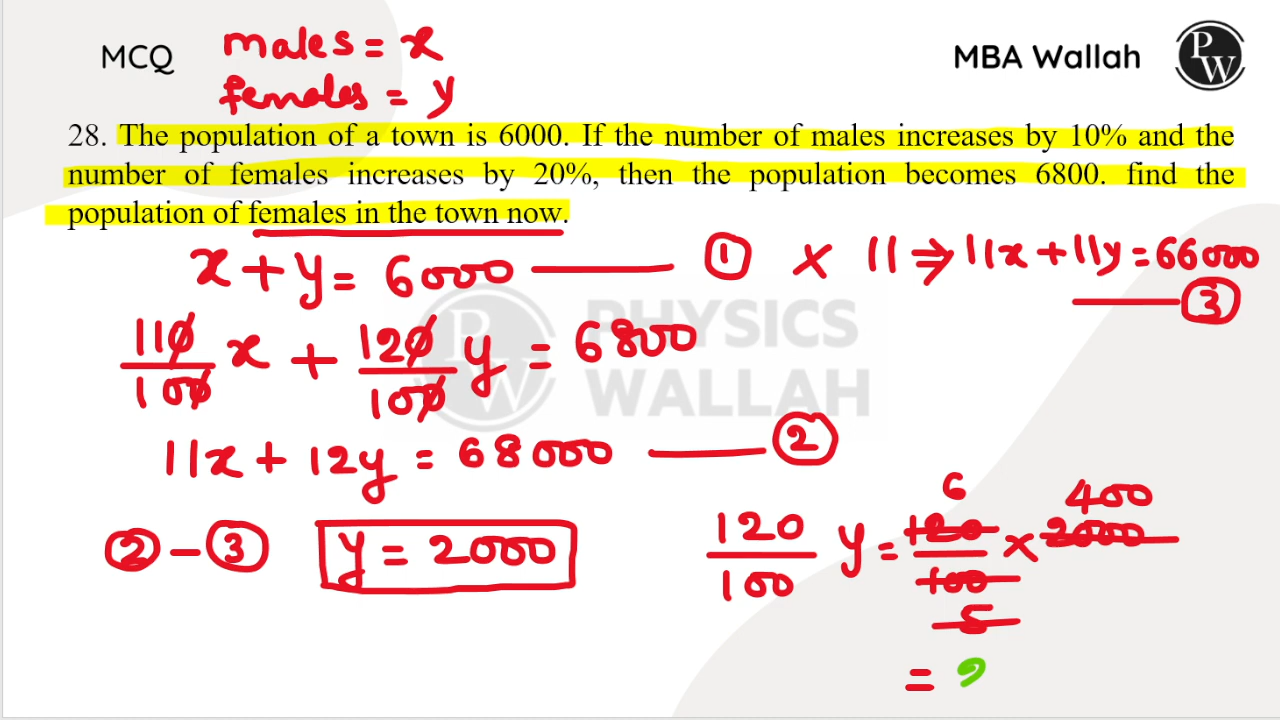 MCQ
males = x
females = y
MBA Wallah
PW
28. The population of a town is 6000. If the number of males increases by 10% and the
number of females increases by 20%, then the population becomes 6800. find the
population of females in the town now.
x + y = 6000 —— ① × 11 ⇒ 11x + 11y = 66000
—— ③
110/100 x + 120/100 y = 6800
PHYSICS
WALLAH
11x + 12y = 68000 —— ②
② – ③ y = 2000
120/100 y = 120/100 × 2000
6 400
5
=